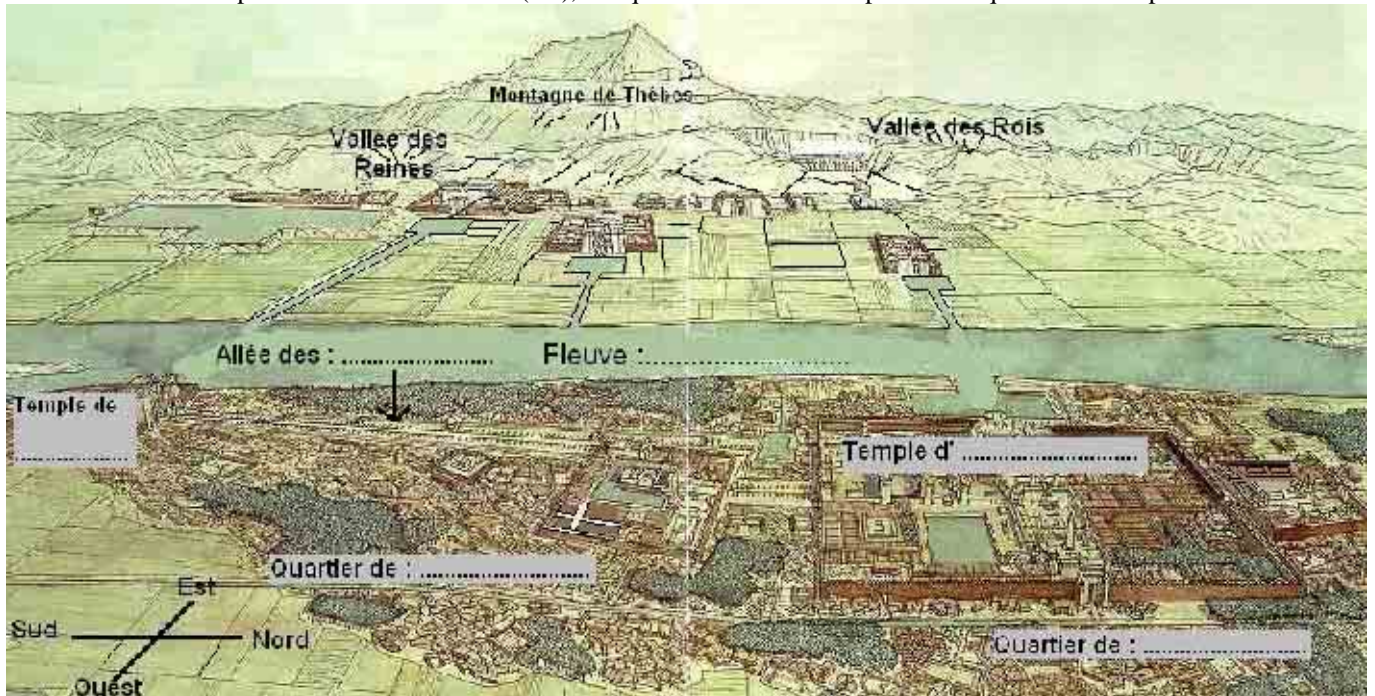 Montagne de Thèbes
Vallée des
Reines
Vallée des Rois
Allée des : ........................
Fleuve : ................................
Temple de
......................
Temple d' ................................
Quartier de : ............................
Est
Sud
Nord
Ouest
Quartier de : ............................